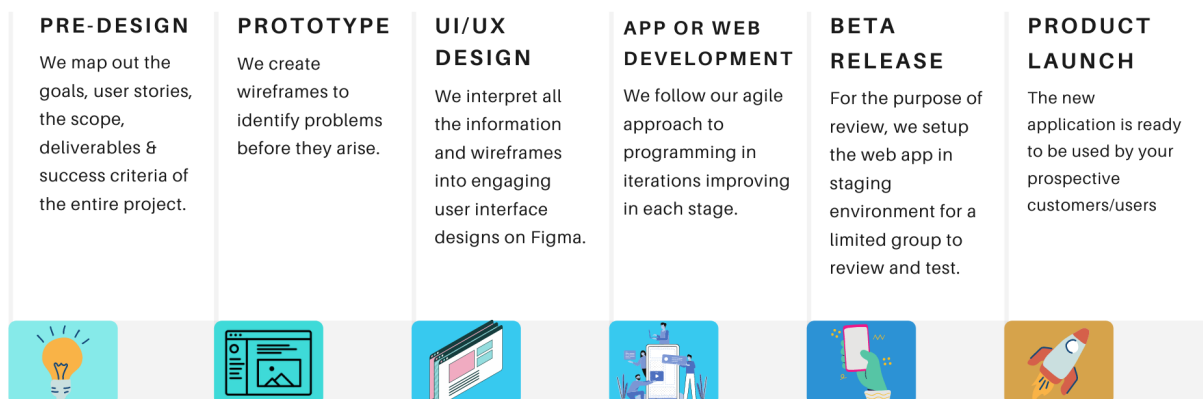 PRE-DESIGN
We map out the
goals, user stories,
the scope,
deliverables &
success criteria of
the entire project.
PROTOTYPE
We create
wireframes to
identify problems
before they arise.
UI/UX
DESIGN
We interpret all
the information
and wireframes
into engaging
user interface
designs on Figma.
APP OR WEB
DEVELOPMENT
We follow our agile
approach to
programming in
iterations improving
in each stage.
BETA
RELEASE
For the purpose of
review, we setup
the web app in
staging
environment for a
limited group to
review and test.
PRODUCT
LAUNCH
The new
application is ready
to be used by your
prospective
customers/users